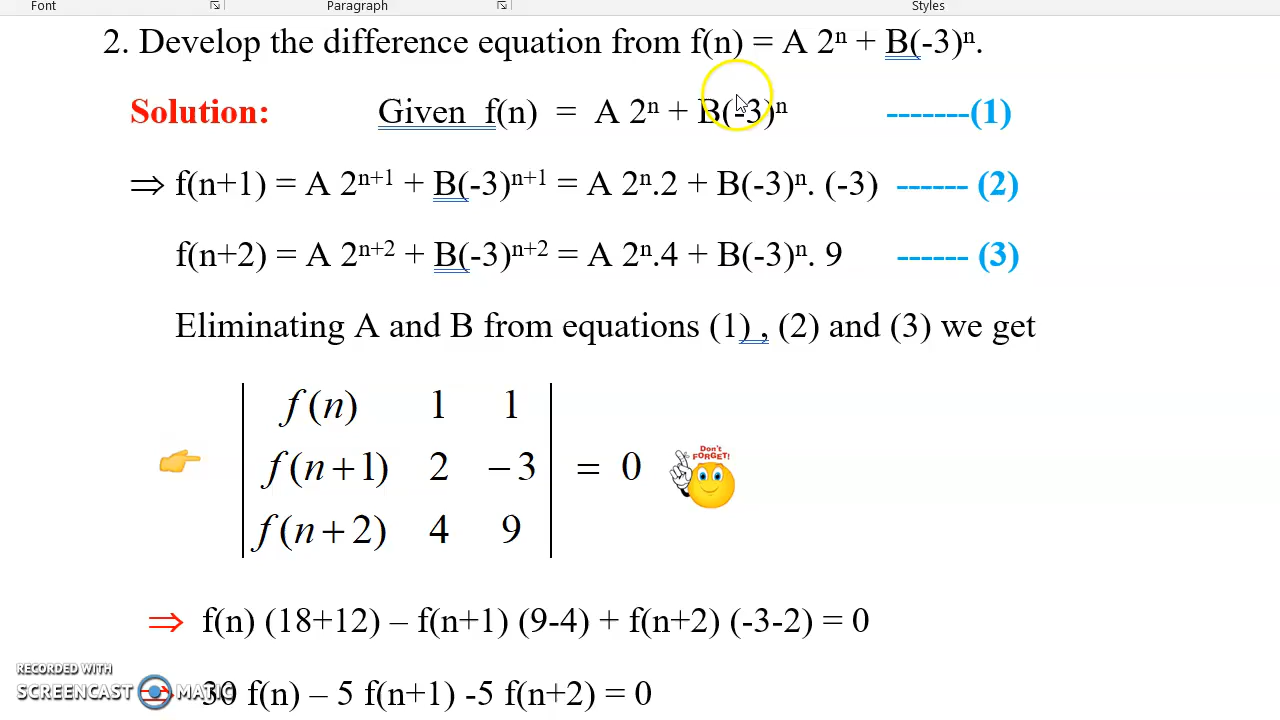 Font Paragraph Styles
2. Develop the difference equation from f(n) = A 2ⁿ + B(-3)ⁿ.
Solution: Given f(n) = A 2ⁿ + B(-3)ⁿ -------(1)
⇒ f(n+1) = A 2ⁿ⁺¹ + B(-3)ⁿ⁺¹ = A 2ⁿ.2 + B(-3)ⁿ. (-3) ------ (2)
f(n+2) = A 2ⁿ⁺² + B(-3)ⁿ⁺² = A 2ⁿ.4 + B(-3)ⁿ. 9 ------ (3)
Eliminating A and B from equations (1) , (2) and (3) we get
f(n) 1 1
f(n+1) 2 −3 = 0
f(n+2) 4 9
Don't
FORGET!
⇒ f(n) (18+12) – f(n+1) (9-4) + f(n+2) (-3-2) = 0
RECORDED WITH
SCREENCAST MATIC
30 f(n) – 5 f(n+1) -5 f(n+2) = 0